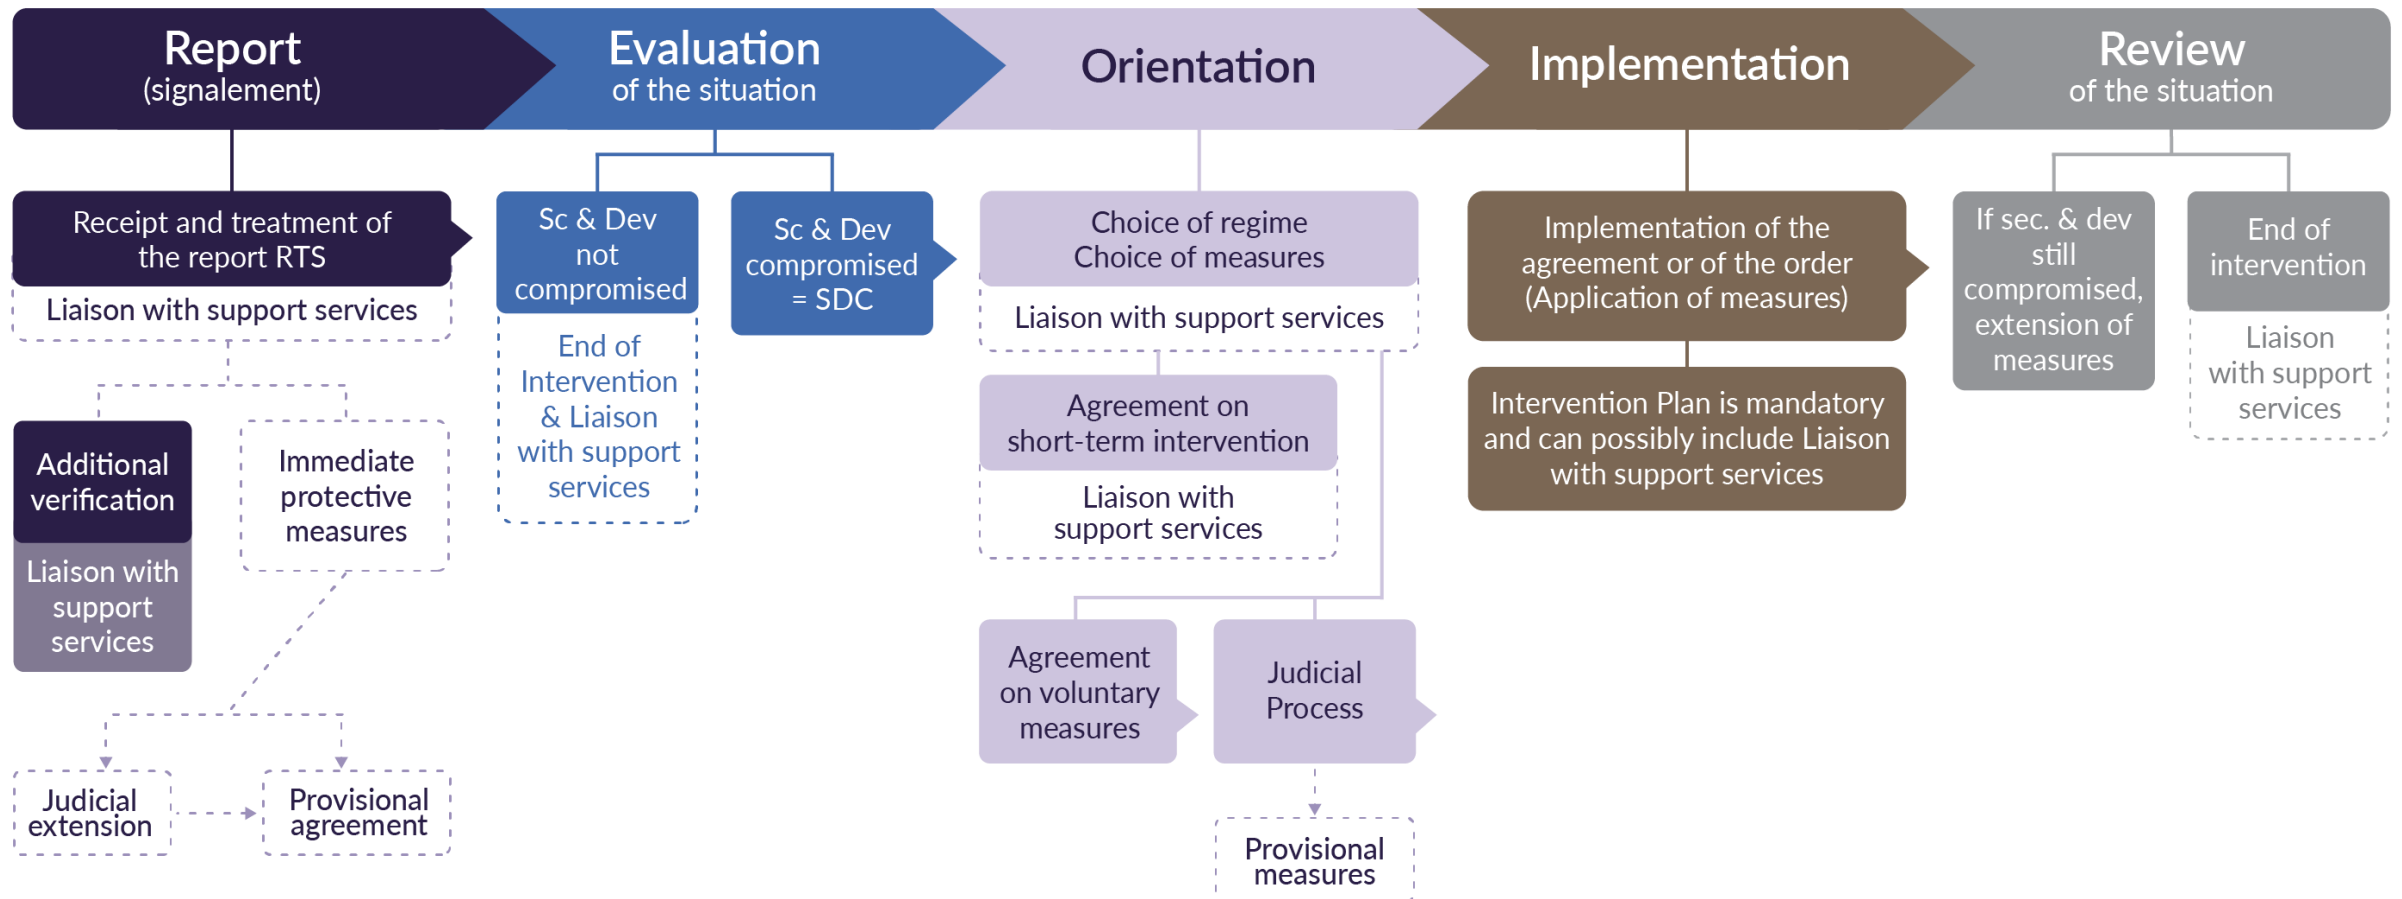 Report
(signalement)
Evaluation
of the situation
Orientation
Implementation
Review
of the situation
Receipt and treatment of
the report RTS
Liaison with support services
Additional
verification
Liaison with
support
services
Immediate
protective
measures
Judicial
extension
Provisional
agreement
Sc & Dev
not
compromised
End of
Intervention
& Liaison
with support
services
Sc & Dev
compromised
= SDC
Choice of regime
Choice of measures
Liaison with support services
Agreement on
short-term intervention
Liaison with
support services
Agreement
on voluntary
measures
Judicial
Process
Provisional
measures
Implementation of the
agreement or of the order
(Application of measures)
Intervention Plan is mandatory
and can possibly include Liaison
with support services
If sec. & dev
still
compromised,
extension of
measures
End of
intervention
Liaison
with support
services